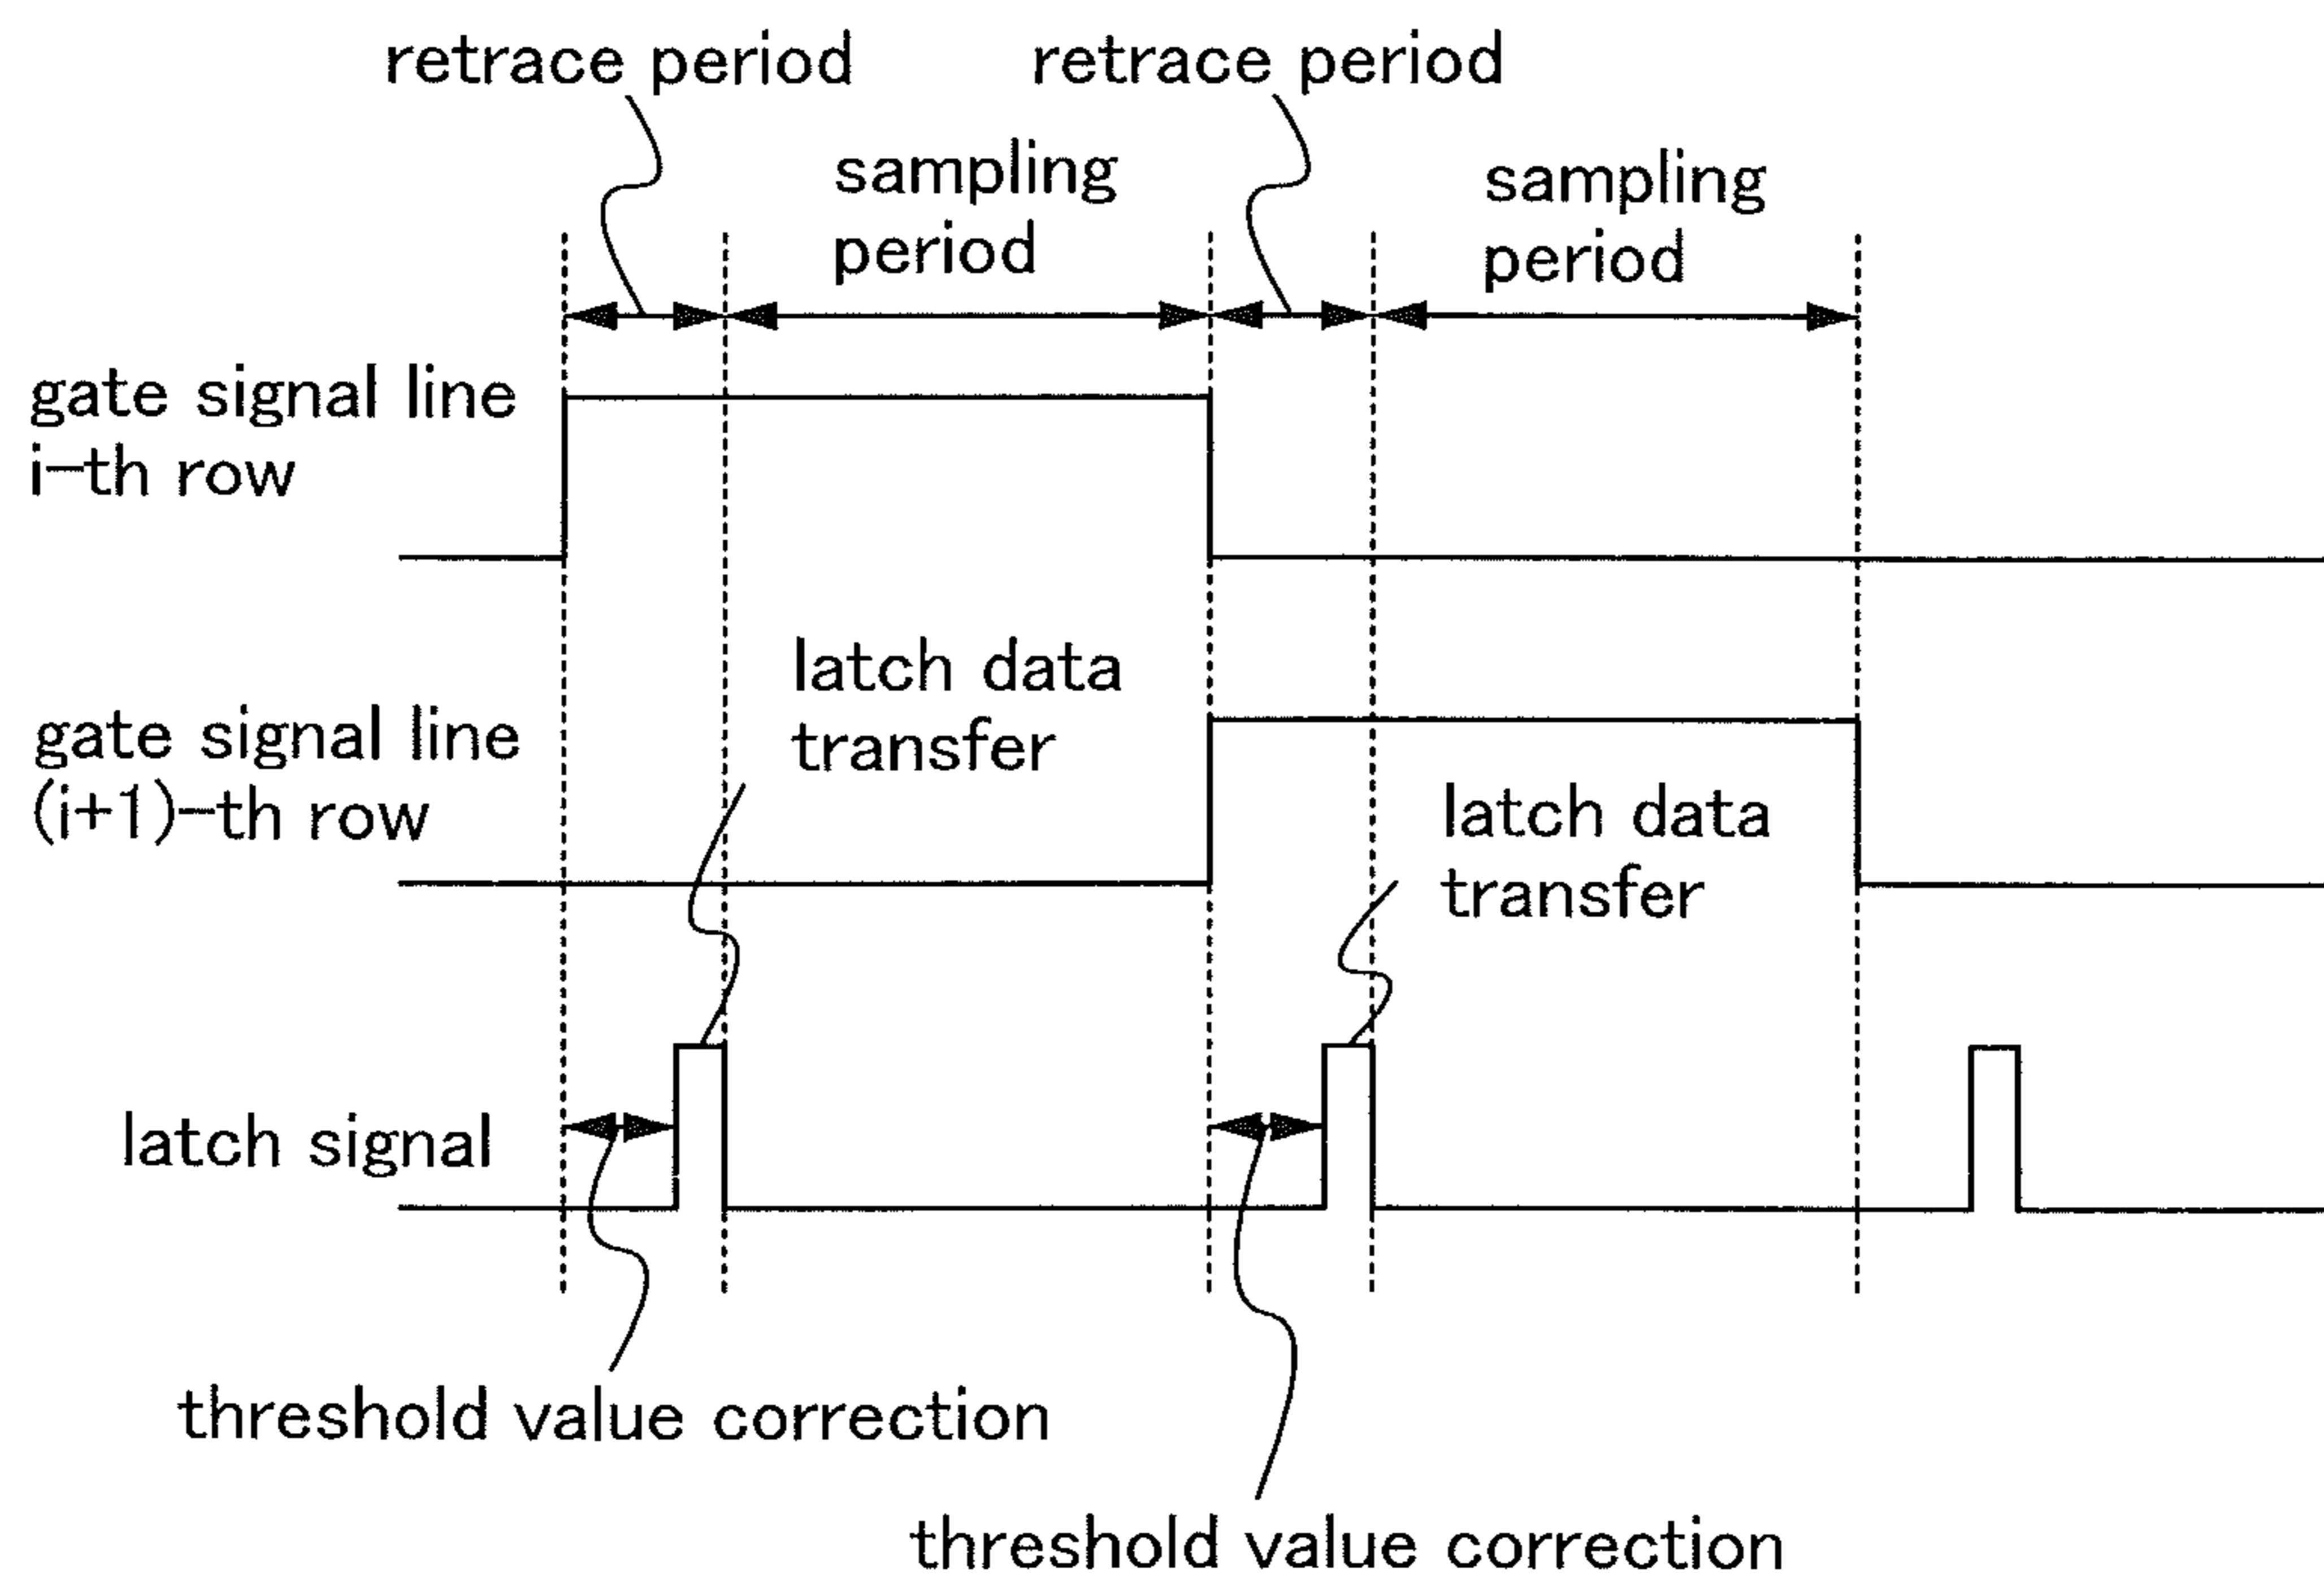 retrace period
retrace period
sampling
period
sampling
period
gate signal line
i-th row
latch data
transfer
gate signal line
(i+1)-th row
latch data
transfer
latch signal
threshold value correction
threshold value correction